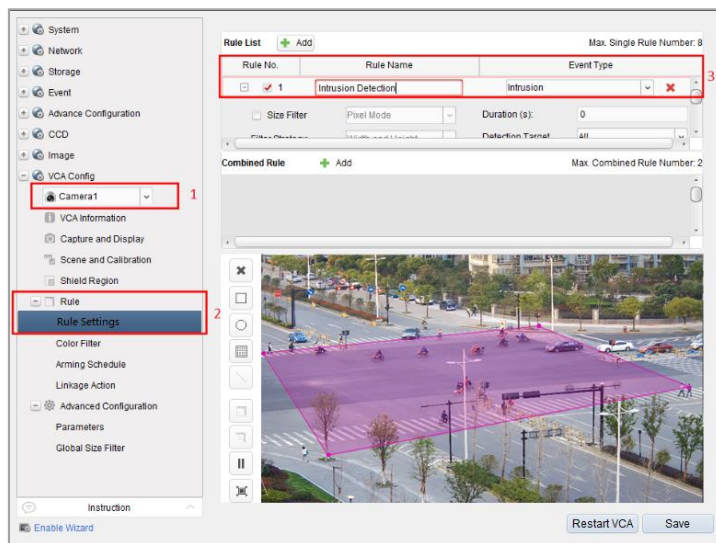 System
Network
Storage
Event
Advance Configuration
CCD
Image
VCA Config
Camera1
1
VCA Information
Capture and Display
Scene and Calibration
Shield Region
Rule
Rule Settings
2
Color Filter
Arming Schedule
Linkage Action
Advanced Configuration
Parameters
Global Size Filter
Instruction
Enable Wizard
Rule List Add Max. Single Rule Number: 8
Rule No. Rule Name Event Type
3
1 Intrusion Detection Intrusion
Size Filter Pixel Mode Duration (s): 0
Filter Strategy Width and Height Detection Target All
Combined Rule Add Max. Combined Rule Number: 2
Restart VCA Save